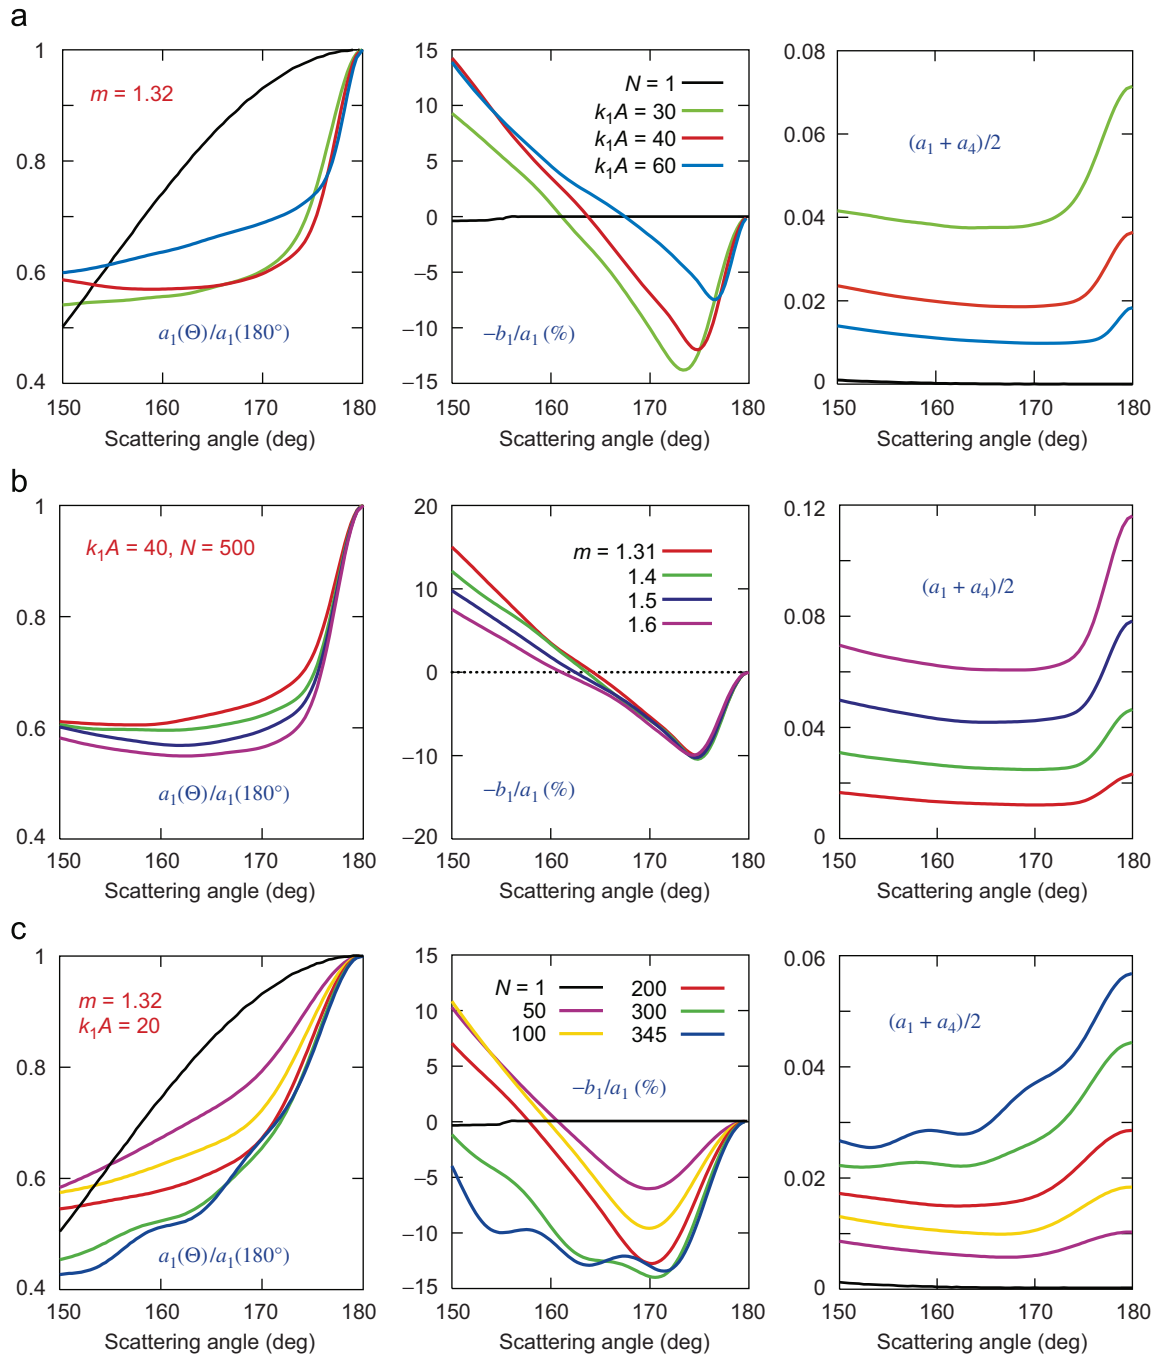 a
1
0.8
0.6
0.4
150
160
170
180
Scattering angle (deg)
m = 1.32
a₁(Θ)/a₁(180°)
15
10
5
0
−5
−10
−15
150
160
170
180
Scattering angle (deg)
N = 1
k₁A = 30
k₁A = 40
k₁A = 60
−b₁/a₁ (%)
0.08
0.06
0.04
0.02
0
150
160
170
180
Scattering angle (deg)
(a₁ + a₄)/2
b
1
0.8
0.6
0.4
150
160
170
180
Scattering angle (deg)
k₁A = 40, N = 500
a₁(Θ)/a₁(180°)
20
10
0
−10
−20
150
160
170
180
Scattering angle (deg)
m = 1.31
1.4
1.5
1.6
−b₁/a₁ (%)
0.12
0.08
0.04
0
150
160
170
180
Scattering angle (deg)
(a₁ + a₄)/2
c
1
0.8
0.6
0.4
150
160
170
180
Scattering angle (deg)
m = 1.32
k₁A = 20
a₁(Θ)/a₁(180°)
15
10
5
0
−5
−10
−15
150
160
170
180
Scattering angle (deg)
N = 1
50
100
200
300
345
−b₁/a₁ (%)
0.06
0.04
0.02
0
150
160
170
180
Scattering angle (deg)
(a₁ + a₄)/2